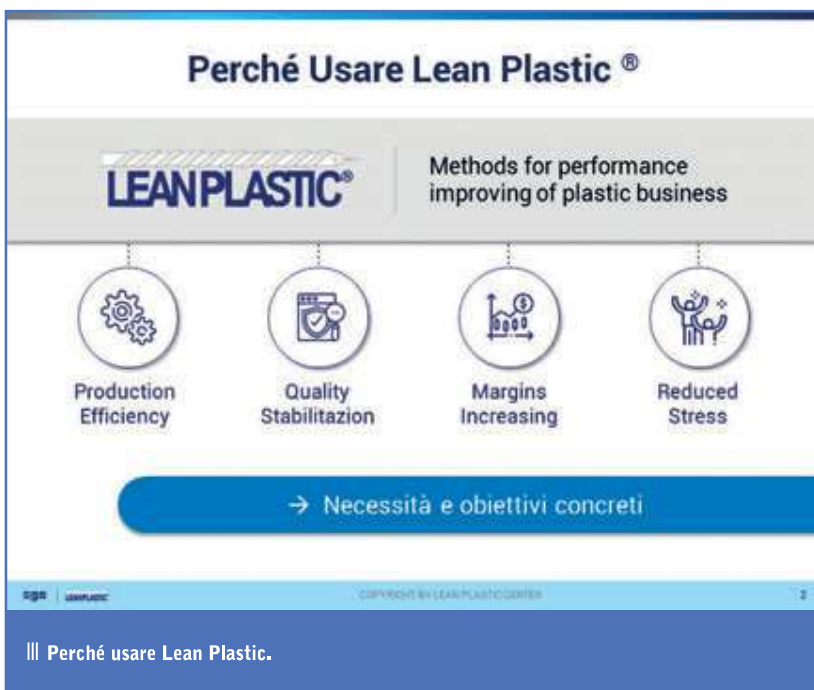 Perché Usare Lean Plastic ®
LEANPLASTIC®
Methods for performance
improving of plastic business
Production
Efficiency
Quality
Stabilitazion
Margins
Increasing
Reduced
Stress
→ Necessità e obiettivi concreti
LEANPLASTIC
COPYRIGHT BY LEAN PLASTIC CENTER
2
Perché usare Lean Plastic.